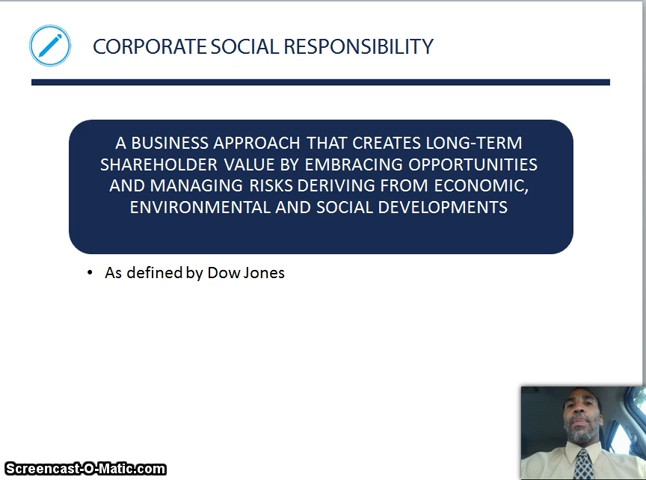 CORPORATE SOCIAL RESPONSIBILITY
A BUSINESS APPROACH THAT CREATES LONG-TERM
SHAREHOLDER VALUE BY EMBRACING OPPORTUNITIES
AND MANAGING RISKS DERIVING FROM ECONOMIC,
ENVIRONMENTAL AND SOCIAL DEVELOPMENTS
• As defined by Dow Jones
Screencast-O-Matic.com